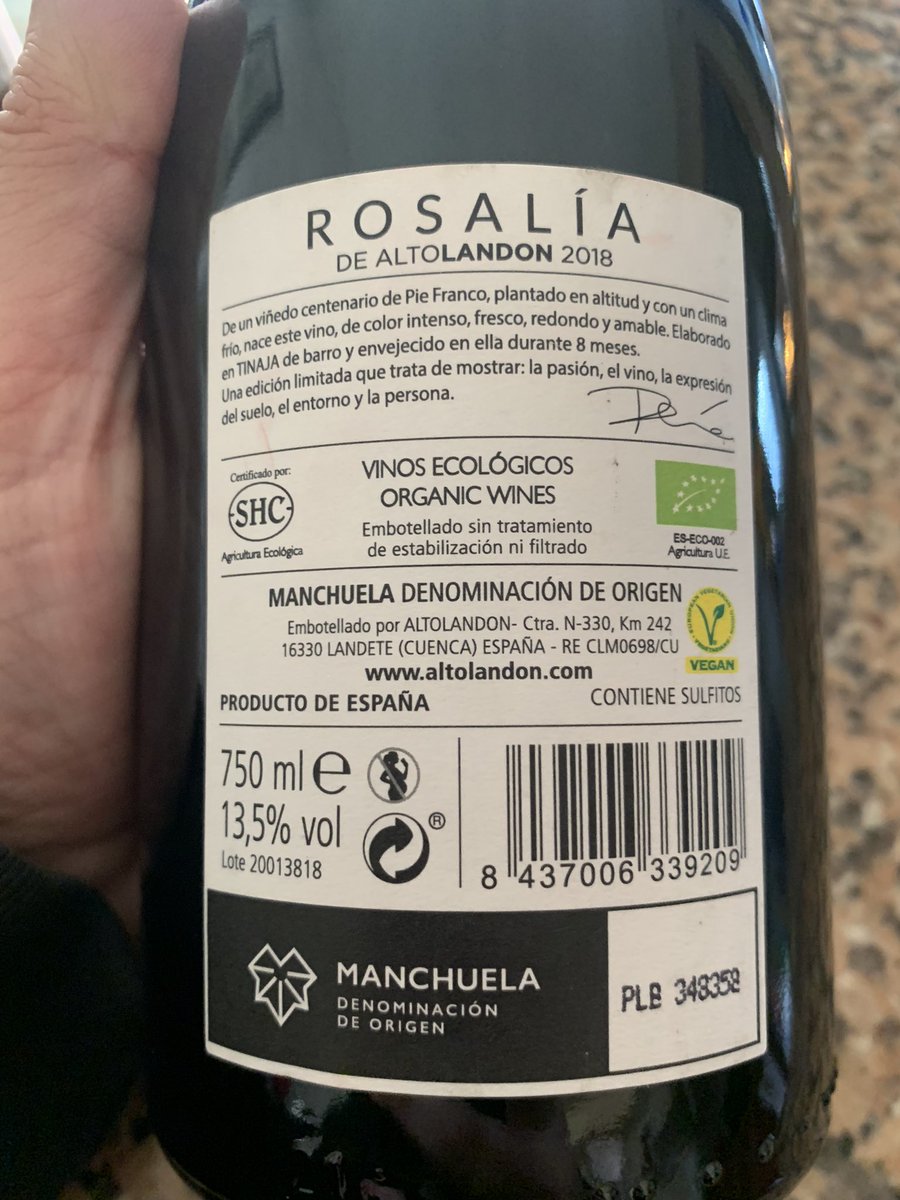 ROSALÍA
DE ALTOLANDON 2018
De un viñedo centenario de Pie Franco, plantado en altitud y con un clima
frío, nace este vino, de color intenso, fresco, redondo y amable. Elaborado
en TINAJA de barro y envejecido en ella durante 8 meses.
Una edición limitada que trata de mostrar: la pasión, el vino, la expresión
del suelo, el entorno y la persona.
Certificado por:
SHC
Agricultura Ecológica
VINOS ECOLÓGICOS
ORGANIC WINES
Embotellado sin tratamiento
de estabilización ni filtrado
ES-ECO-002
Agricultura U.E.
MANCHUELA DENOMINACIÓN DE ORIGEN
Embotellado por ALTOLANDON- Ctra. N-330, Km 242
16330 LANDETE (CUENCA) ESPAÑA - RE CLM0698/CU
www.altolandon.com
EUROPEAN VEGETARIAN
V
VEGAN
PRODUCTO DE ESPAÑA
CONTIENE SULFITOS
750 ml e
13,5% vol
Lote 20013818
®
8 437006 339209
MANCHUELA
DENOMINACIÓN
DE ORIGEN
PLB 348358